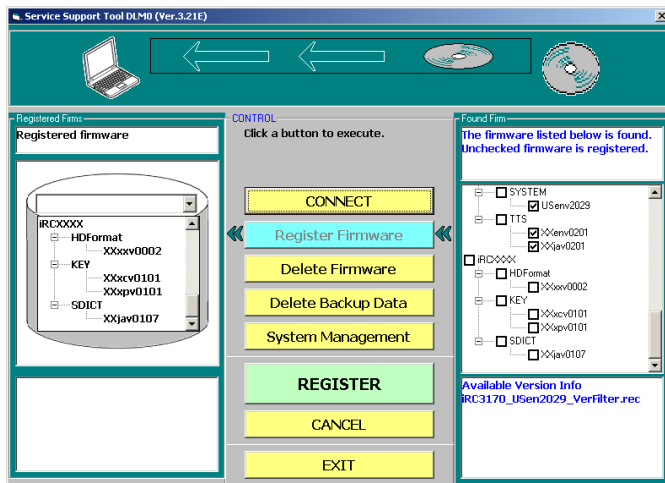 Service Support Tool DLM0 (Ver.3.21E)
Registered Firms
Registered firmware
iRCXXXX
HDFormat
XXxxv0002
KEY
XXxcv0101
XXxpv0101
SDICT
XXjav0107
CONTROL
Click a button to execute.
CONNECT
Register Firmware
Delete Firmware
Delete Backup Data
System Management
REGISTER
CANCEL
EXIT
Found Firm
The firmware listed below is found.
Unchecked firmware is registered.
SYSTEM
USenv2029
TTS
XXenv0201
XXjav0201
iRCXXXX
HDFormat
XXxxv0002
KEY
XXxcv0101
XXxpv0101
SDICT
XXjav0107
Available Version Info
iRC3170_USen2029_VerFilter.rec